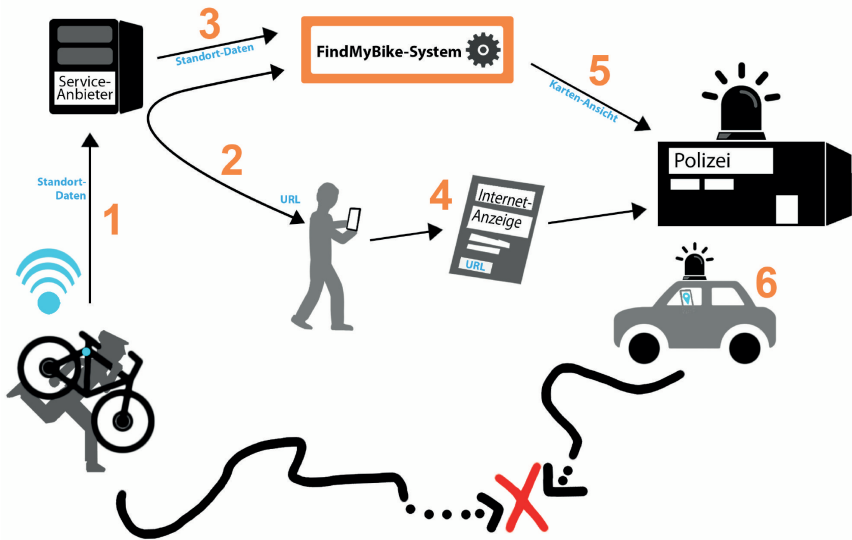 3
Standort-Daten
FindMyBike-System
5
Karten-Ansicht
Service-
Anbieter
Polizei
2
URL
4
Internet-
Anzeige
URL
Standort-
Daten
1
6